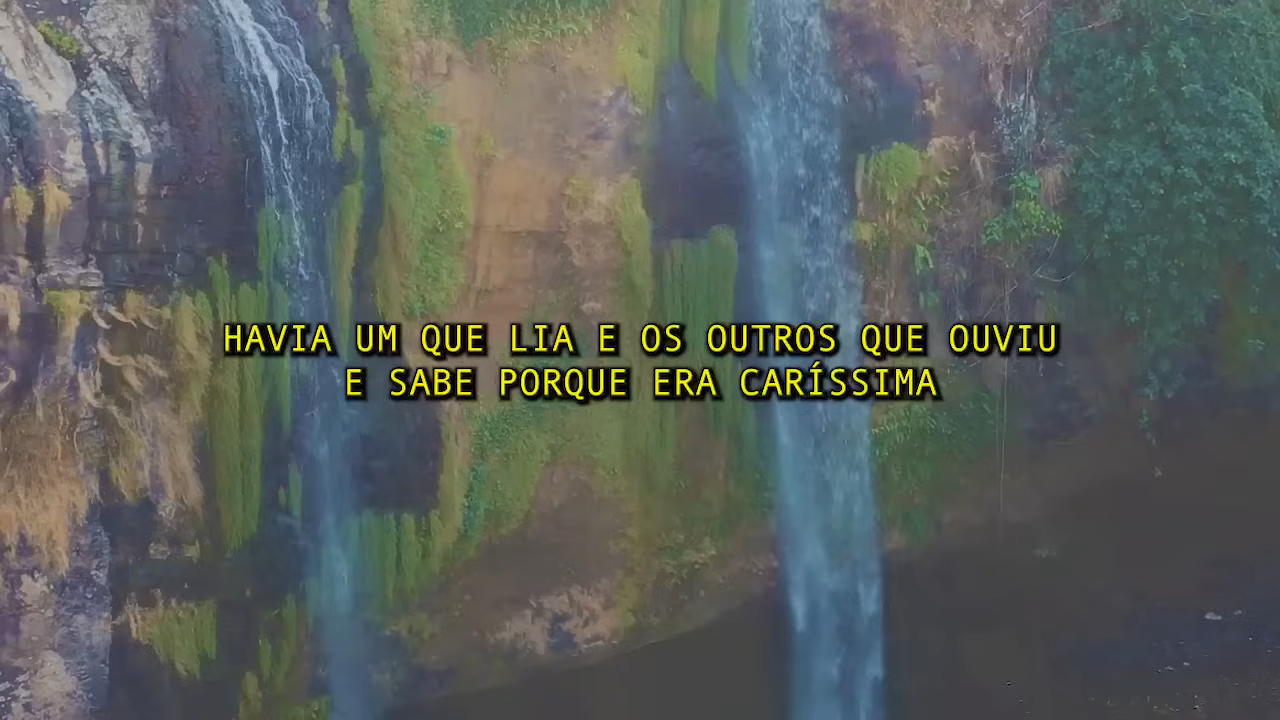 HAVIA UM QUE LIA E OS OUTROS QUE OUVIU
E SABE PORQUE ERA CARÍSSIMA